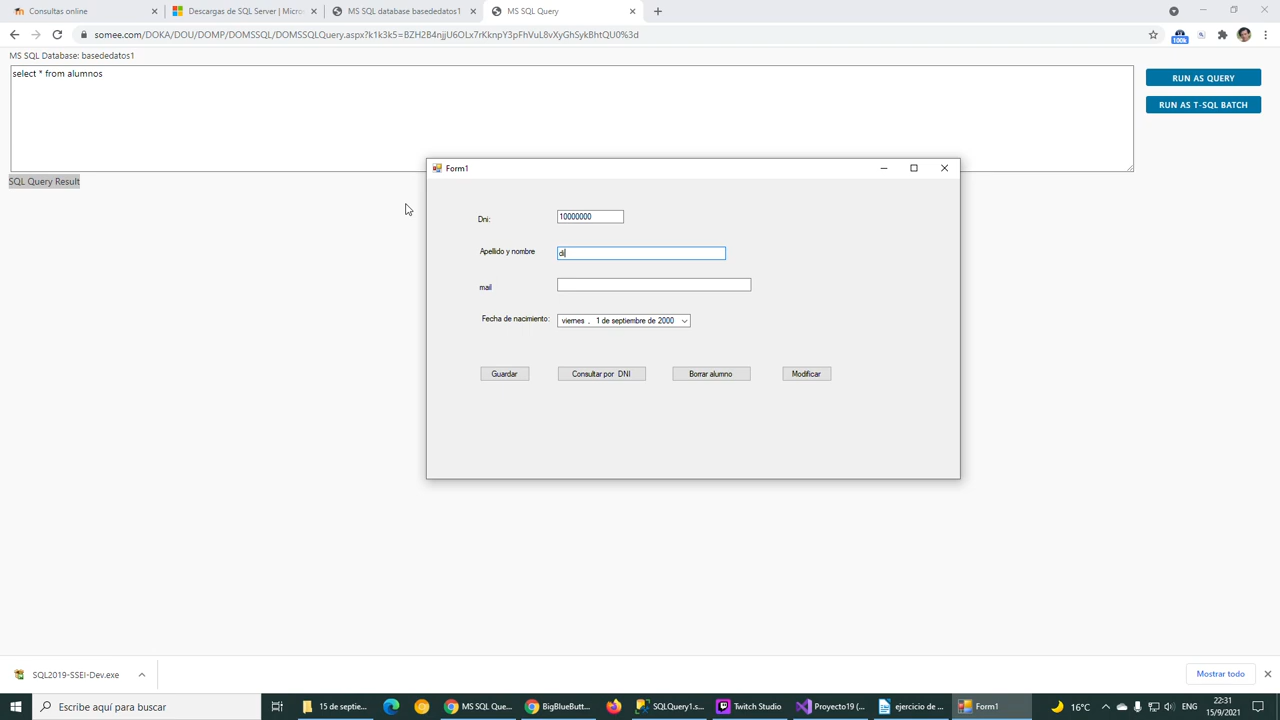 Consultas online
Descargas de SQL Server | Micros
MS SQL database basededatos1
MS SQL Query
somee.com/DOKA/DOU/DOMP/DOMSSQL/DOMSSQLQuery.aspx?k1k3k5=BZH2B4njjU6OLx7rKknpY3pFhVuL8vXyGhSykBhtQU0%3d
100k
MS SQL Database: basededatos1
select * from alumnos
RUN AS QUERY
RUN AS T-SQL BATCH
SQL Query Result
Form1
Dni:
10000000
Apellido y nombre
di
mail
Fecha de nacimiento:
viernes , 1 de septiembre de 2000
Guardar
Consultar por DNI
Borrar alumno
Modificar
SQL2019-SSEI-Dev.exe
Mostrar todo
Escribe aquí para buscar
15 de septie...
MS SQL Que...
BigBlueButt...
SQLQuery1.s...
Twitch Studio
Proyecto19 (...
ejercicio de ...
Form1
16°C
ENG
22:31
15/9/2021